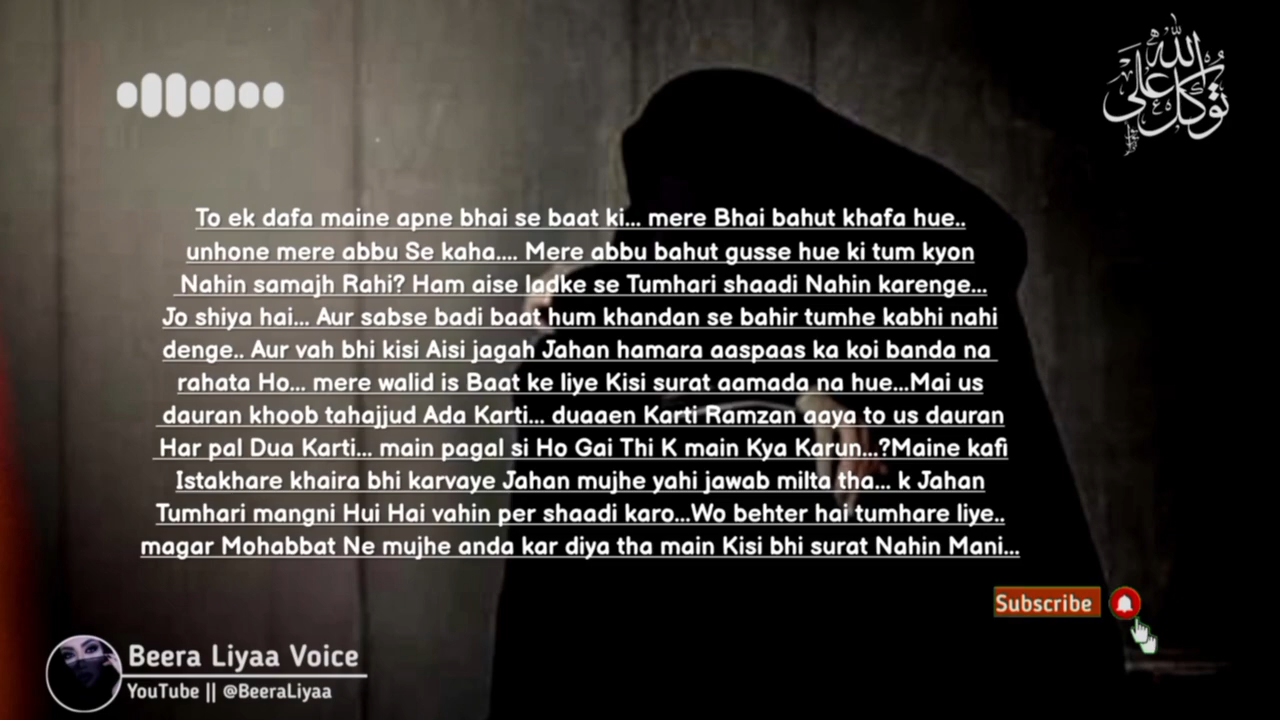 توكل على الله
To ek dafa maine apne bhai se baat ki... mere Bhai bahut khafa hue..
unhone mere abbu Se kaha.... Mere abbu bahut gusse hue ki tum kyon
Nahin samajh Rahi? Ham aise ladke se Tumhari shaadi Nahin karenge...
Jo shiya hai... Aur sabse badi baat hum khandan se bahir tumhe kabhi nahi
denge.. Aur vah bhi kisi Aisi jagah Jahan hamara aaspaas ka koi banda na
rahata Ho... mere walid is Baat ke liye Kisi surat aamada na hue...Mai us
dauran khoob tahajjud Ada Karti... duaaen Karti Ramzan aaya to us dauran
Har pal Dua Karti... main pagal si Ho Gai Thi K main Kya Karun...?Maine kafi
Istakhare khaira bhi karvaye Jahan mujhe yahi jawab milta tha... k Jahan
Tumhari mangni Hui Hai vahin per shaadi karo...Wo behter hai tumhare liye..
magar Mohabbat Ne mujhe anda kar diya tha main Kisi bhi surat Nahin Mani...
Subscribe
Beera Liyaa Voice
YouTube || @BeeraLiyaa